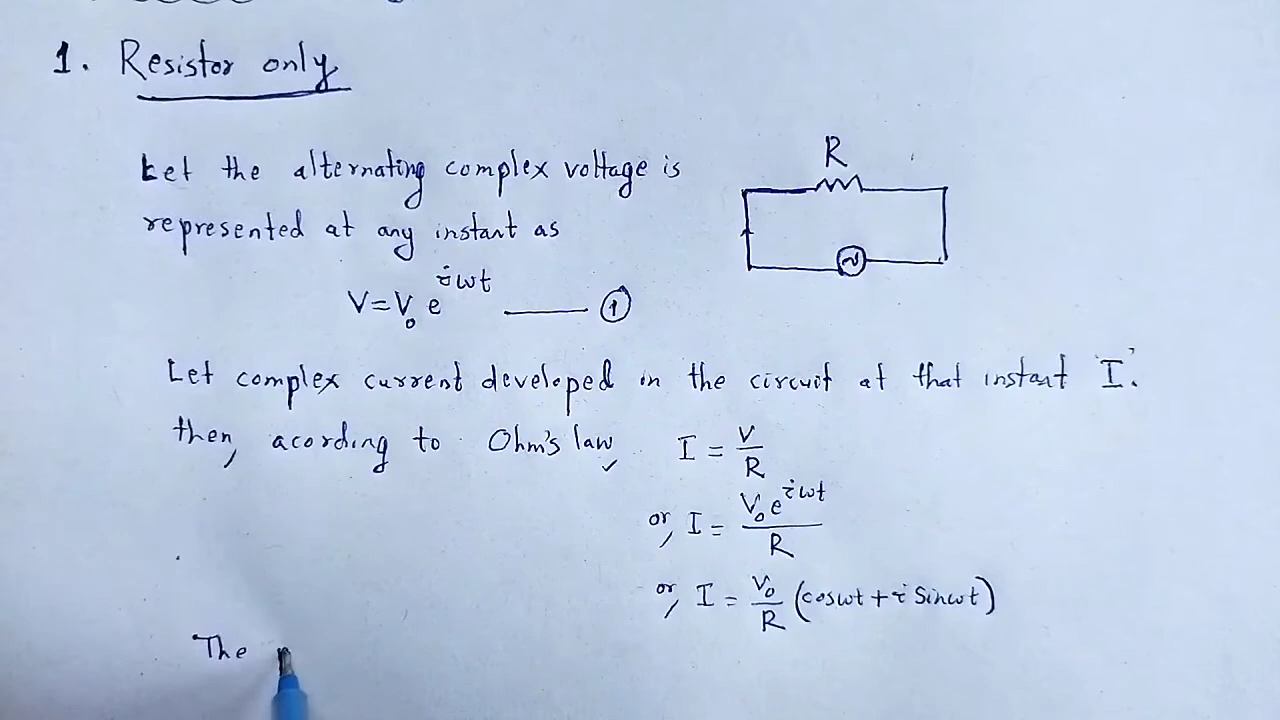 1. Resistor only
R
Let the alternating complex voltage is
represented at any instant as
V = V₀ e^{iωt} ——— ①
Let complex current developed in the circuit at that instant 'I'.
then, acording to Ohm's law, I = V/R
or, I = V₀e^{iωt}/R
or, I = V₀/R (cosωt + i Sinωt)
The